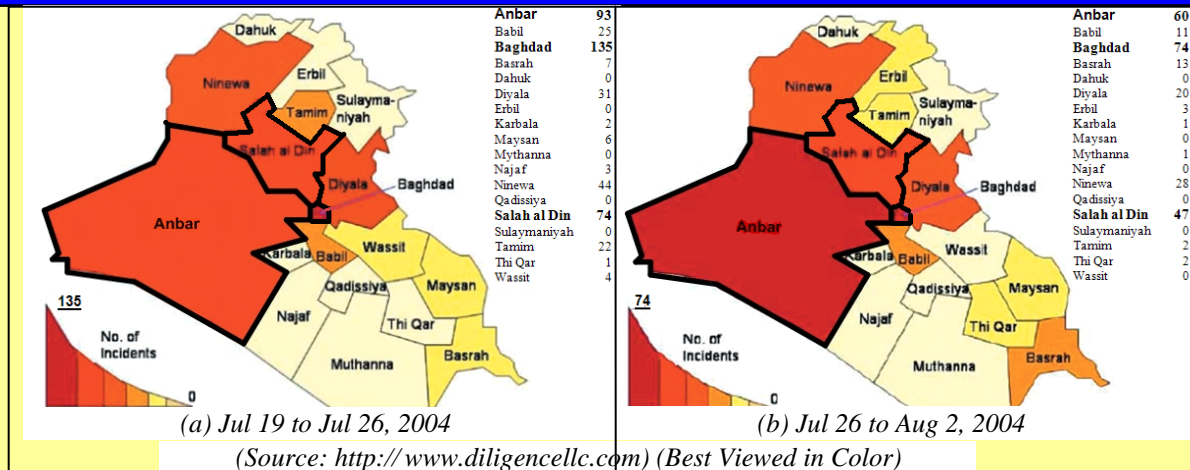 Dahuk
Ninewa
Erbil
Sulayma-
niyah
Tamim
Salah al Din
Diyala
Baghdad
Anbar
Karbala
Babil
Wassit
Qadissiya
Maysan
Najaf
Thi Qar
Muthanna
Basrah
135
No. of
Incidents
0
Anbar 93
Babil 25
Baghdad 135
Basrah 7
Dahuk 0
Diyala 31
Erbil 0
Karbala 2
Maysan 6
Mythanna 0
Najaf 3
Ninewa 44
Qadissiya 0
Salah al Din 74
Sulaymaniyah 0
Tamim 22
Thi Qar 1
Wassit 4
(a) Jul 19 to Jul 26, 2004
Dahuk
Ninewa
Erbil
Sulayma-
niyah
Tamim
Salah al Din
Diyala
Baghdad
Anbar
Karbala
Babil
Wassit
Qadissiya
Maysan
Najaf
Thi Qar
Muthanna
Basrah
74
No. of
Incidents
0
Anbar 60
Babil 11
Baghdad 74
Basrah 13
Dahuk 0
Diyala 20
Erbil 3
Karbala 1
Maysan 0
Mythanna 1
Najaf 0
Ninewa 28
Qadissiya 0
Salah al Din 47
Sulaymaniyah 0
Tamim 2
Thi Qar 2
Wassit 0
(b) Jul 26 to Aug 2, 2004
(Source: http:// www.diligencellc.com) (Best Viewed in Color)